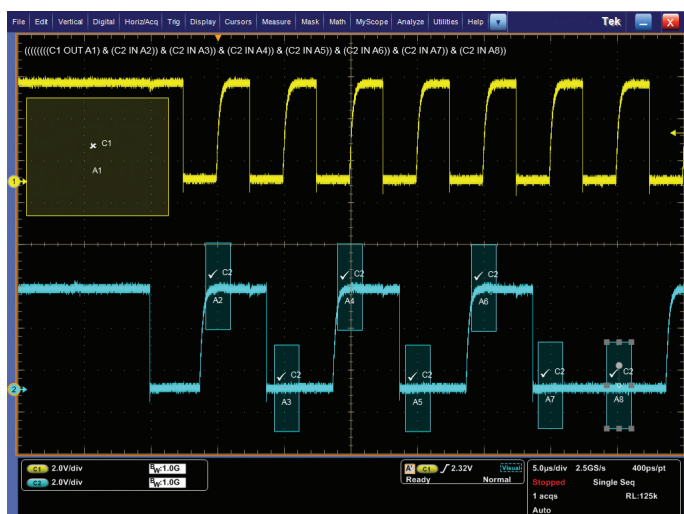 File Edit Vertical Digital Horiz/Acq Trig Display Cursors Measure Mask Math MyScope Analyze Utilities Help Tek
((((((((C1 OUT A1) & (C2 IN A2)) & (C2 IN A3)) & (C2 IN A4)) & (C2 IN A5)) & (C2 IN A6)) & (C2 IN A7)) & (C2 IN A8))
C1
A1
1
C2 C2 C2
A2 A4 A6
C2 C2 C2 C2
2
A3 A5 A7 A8
C1 2.0V/div BW:1.0G
C2 2.0V/div BW:1.0G
A' C1 2.32V Visual
Ready Normal
5.0µs/div 2.5GS/s 400ps/pt
Stopped Single Seq
1 acqs RL:125k
Auto